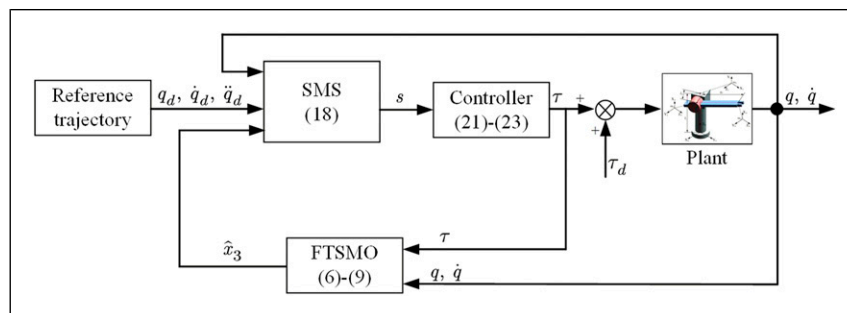 Reference
trajectory
q_d, q̇_d, q̈_d
SMS
(18)
s
Controller
(21)-(23)
τ
+
+
τ_d
Plant
q, q̇
x̂_3
FTSMO
(6)-(9)
τ
q, q̇